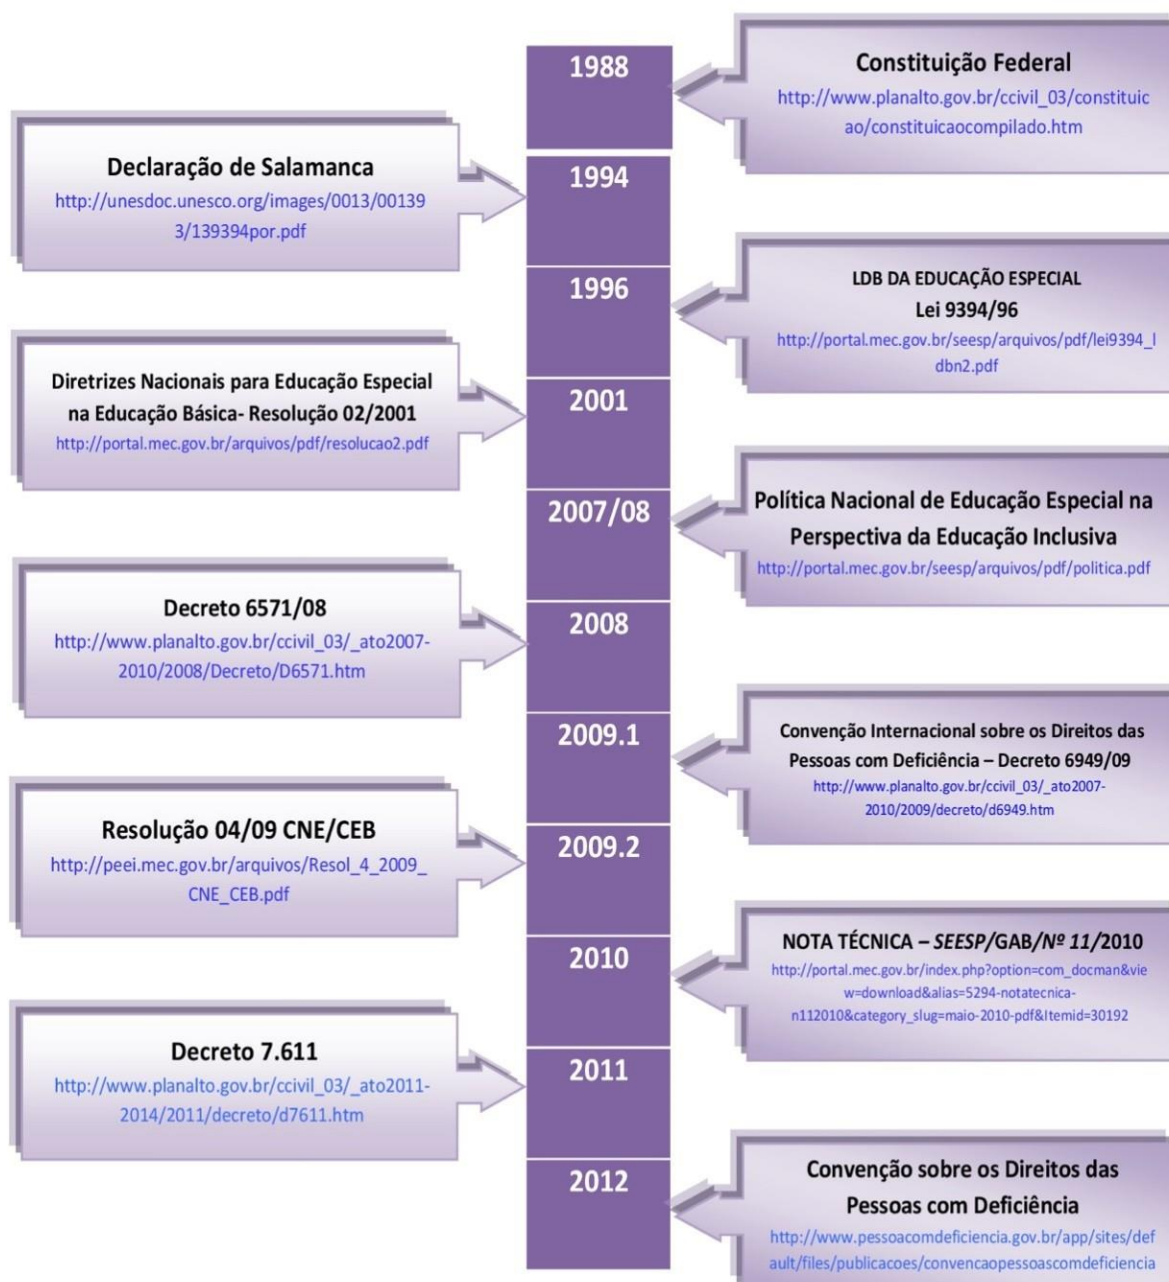 1988
Constituição Federal
http://www.planalto.gov.br/ccivil_03/constituic
ao/constituicaocompilado.htm
Declaração de Salamanca
http://unesdoc.unesco.org/images/0013/00139
3/139394por.pdf
1994
1996
LDB DA EDUCAÇÃO ESPECIAL
Lei 9394/96
http://portal.mec.gov.br/seesp/arquivos/pdf/lei9394_l
dbn2.pdf
Diretrizes Nacionais para Educação Especial
na Educação Básica- Resolução 02/2001
http://portal.mec.gov.br/arquivos/pdf/resolucao2.pdf
2001
2007/08
Política Nacional de Educação Especial na
Perspectiva da Educação Inclusiva
http://portal.mec.gov.br/seesp/arquivos/pdf/politica.pdf
Decreto 6571/08
http://www.planalto.gov.br/ccivil_03/_ato2007-
2010/2008/Decreto/D6571.htm
2008
2009.1
Convenção Internacional sobre os Direitos das
Pessoas com Deficiência – Decreto 6949/09
http://www.planalto.gov.br/ccivil_03/_ato2007-
2010/2009/decreto/d6949.htm
Resolução 04/09 CNE/CEB
http://peei.mec.gov.br/arquivos/Resol_4_2009_
CNE_CEB.pdf
2009.2
2010
NOTA TÉCNICA – SEESP/GAB/Nº 11/2010
http://portal.mec.gov.br/index.php?option=com_docman&vie
w=download&alias=5294-notatecnica-
n112010&category_slug=maio-2010-pdf&Itemid=30192
Decreto 7.611
http://www.planalto.gov.br/ccivil_03/_ato2011-
2014/2011/decreto/d7611.htm
2011
2012
Convenção sobre os Direitos das
Pessoas com Deficiência
http://www.pessoacomdeficiencia.gov.br/app/sites/def
ault/files/publicacoes/convencaopessoascomdeficiencia